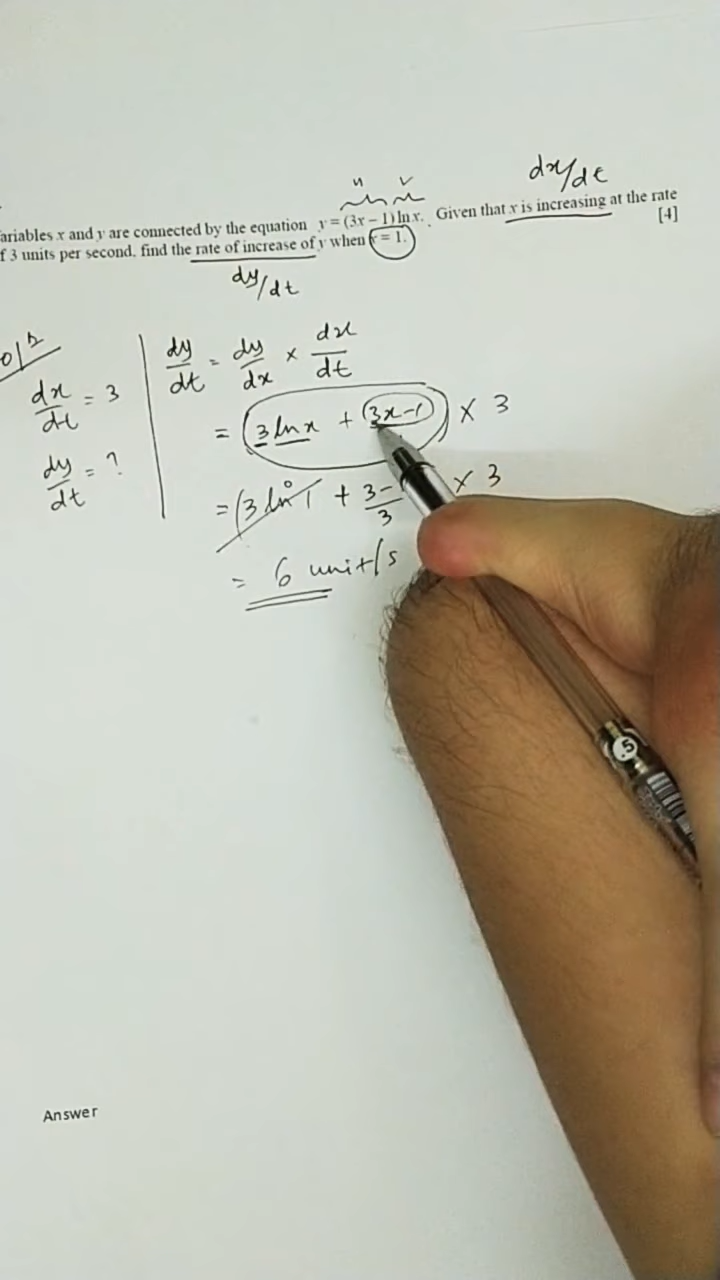 u v dx/dt
ariables x and y are connected by the equation y = (3x − 1) ln x. Given that x is increasing at the rate
f 3 units per second, find the rate of increase of y when x = 1. [4]
dy/dt
dx/dt = 3
dy/dt = ?
dy/dt = dy/dx × dx/dt
= (3 ln x + (3x-1)) × 3
= (3 ln 1 0 + 3- /3 × 3
= 6 unit/s
.5
Answer